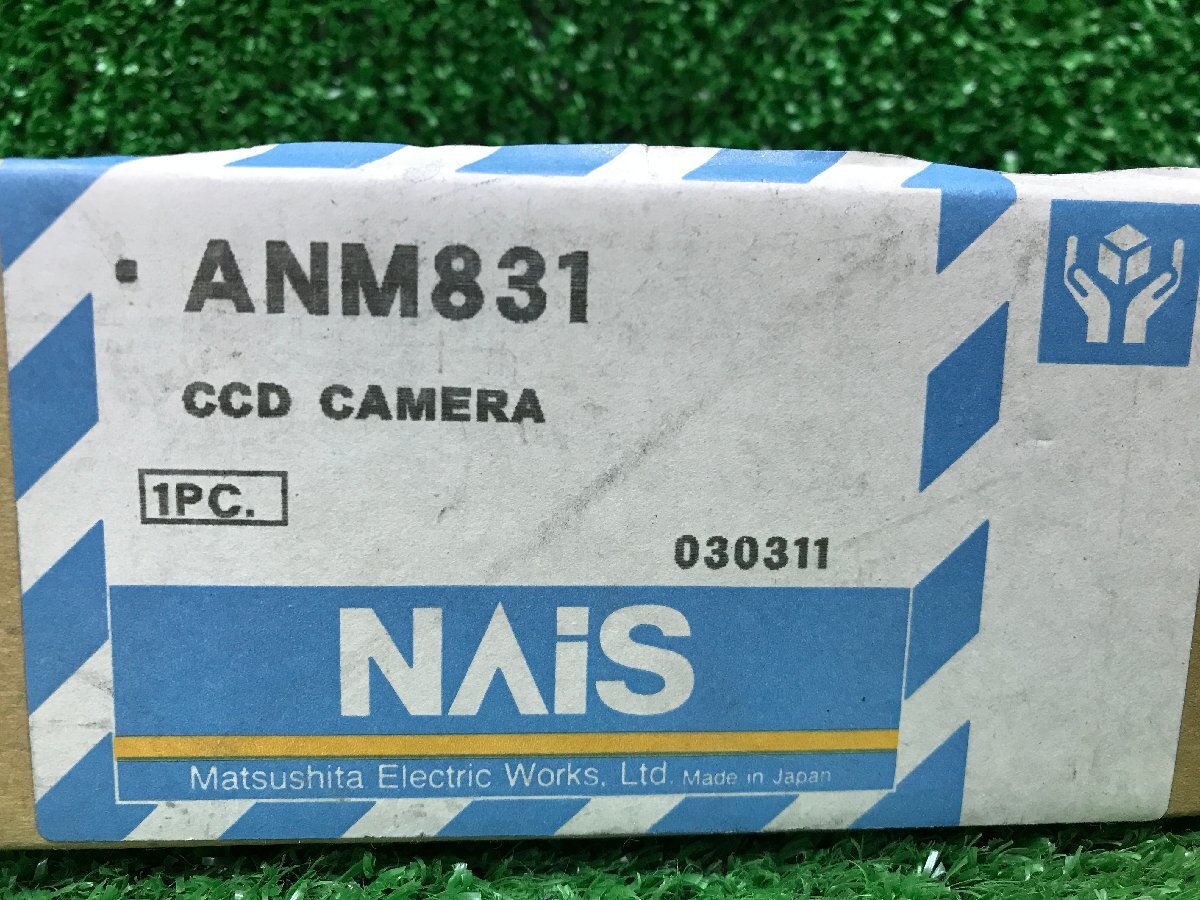 ANM831
CCD CAMERA
1PC.
030311
NAiS
Matsushita Electric Works, Ltd. Made in Japan